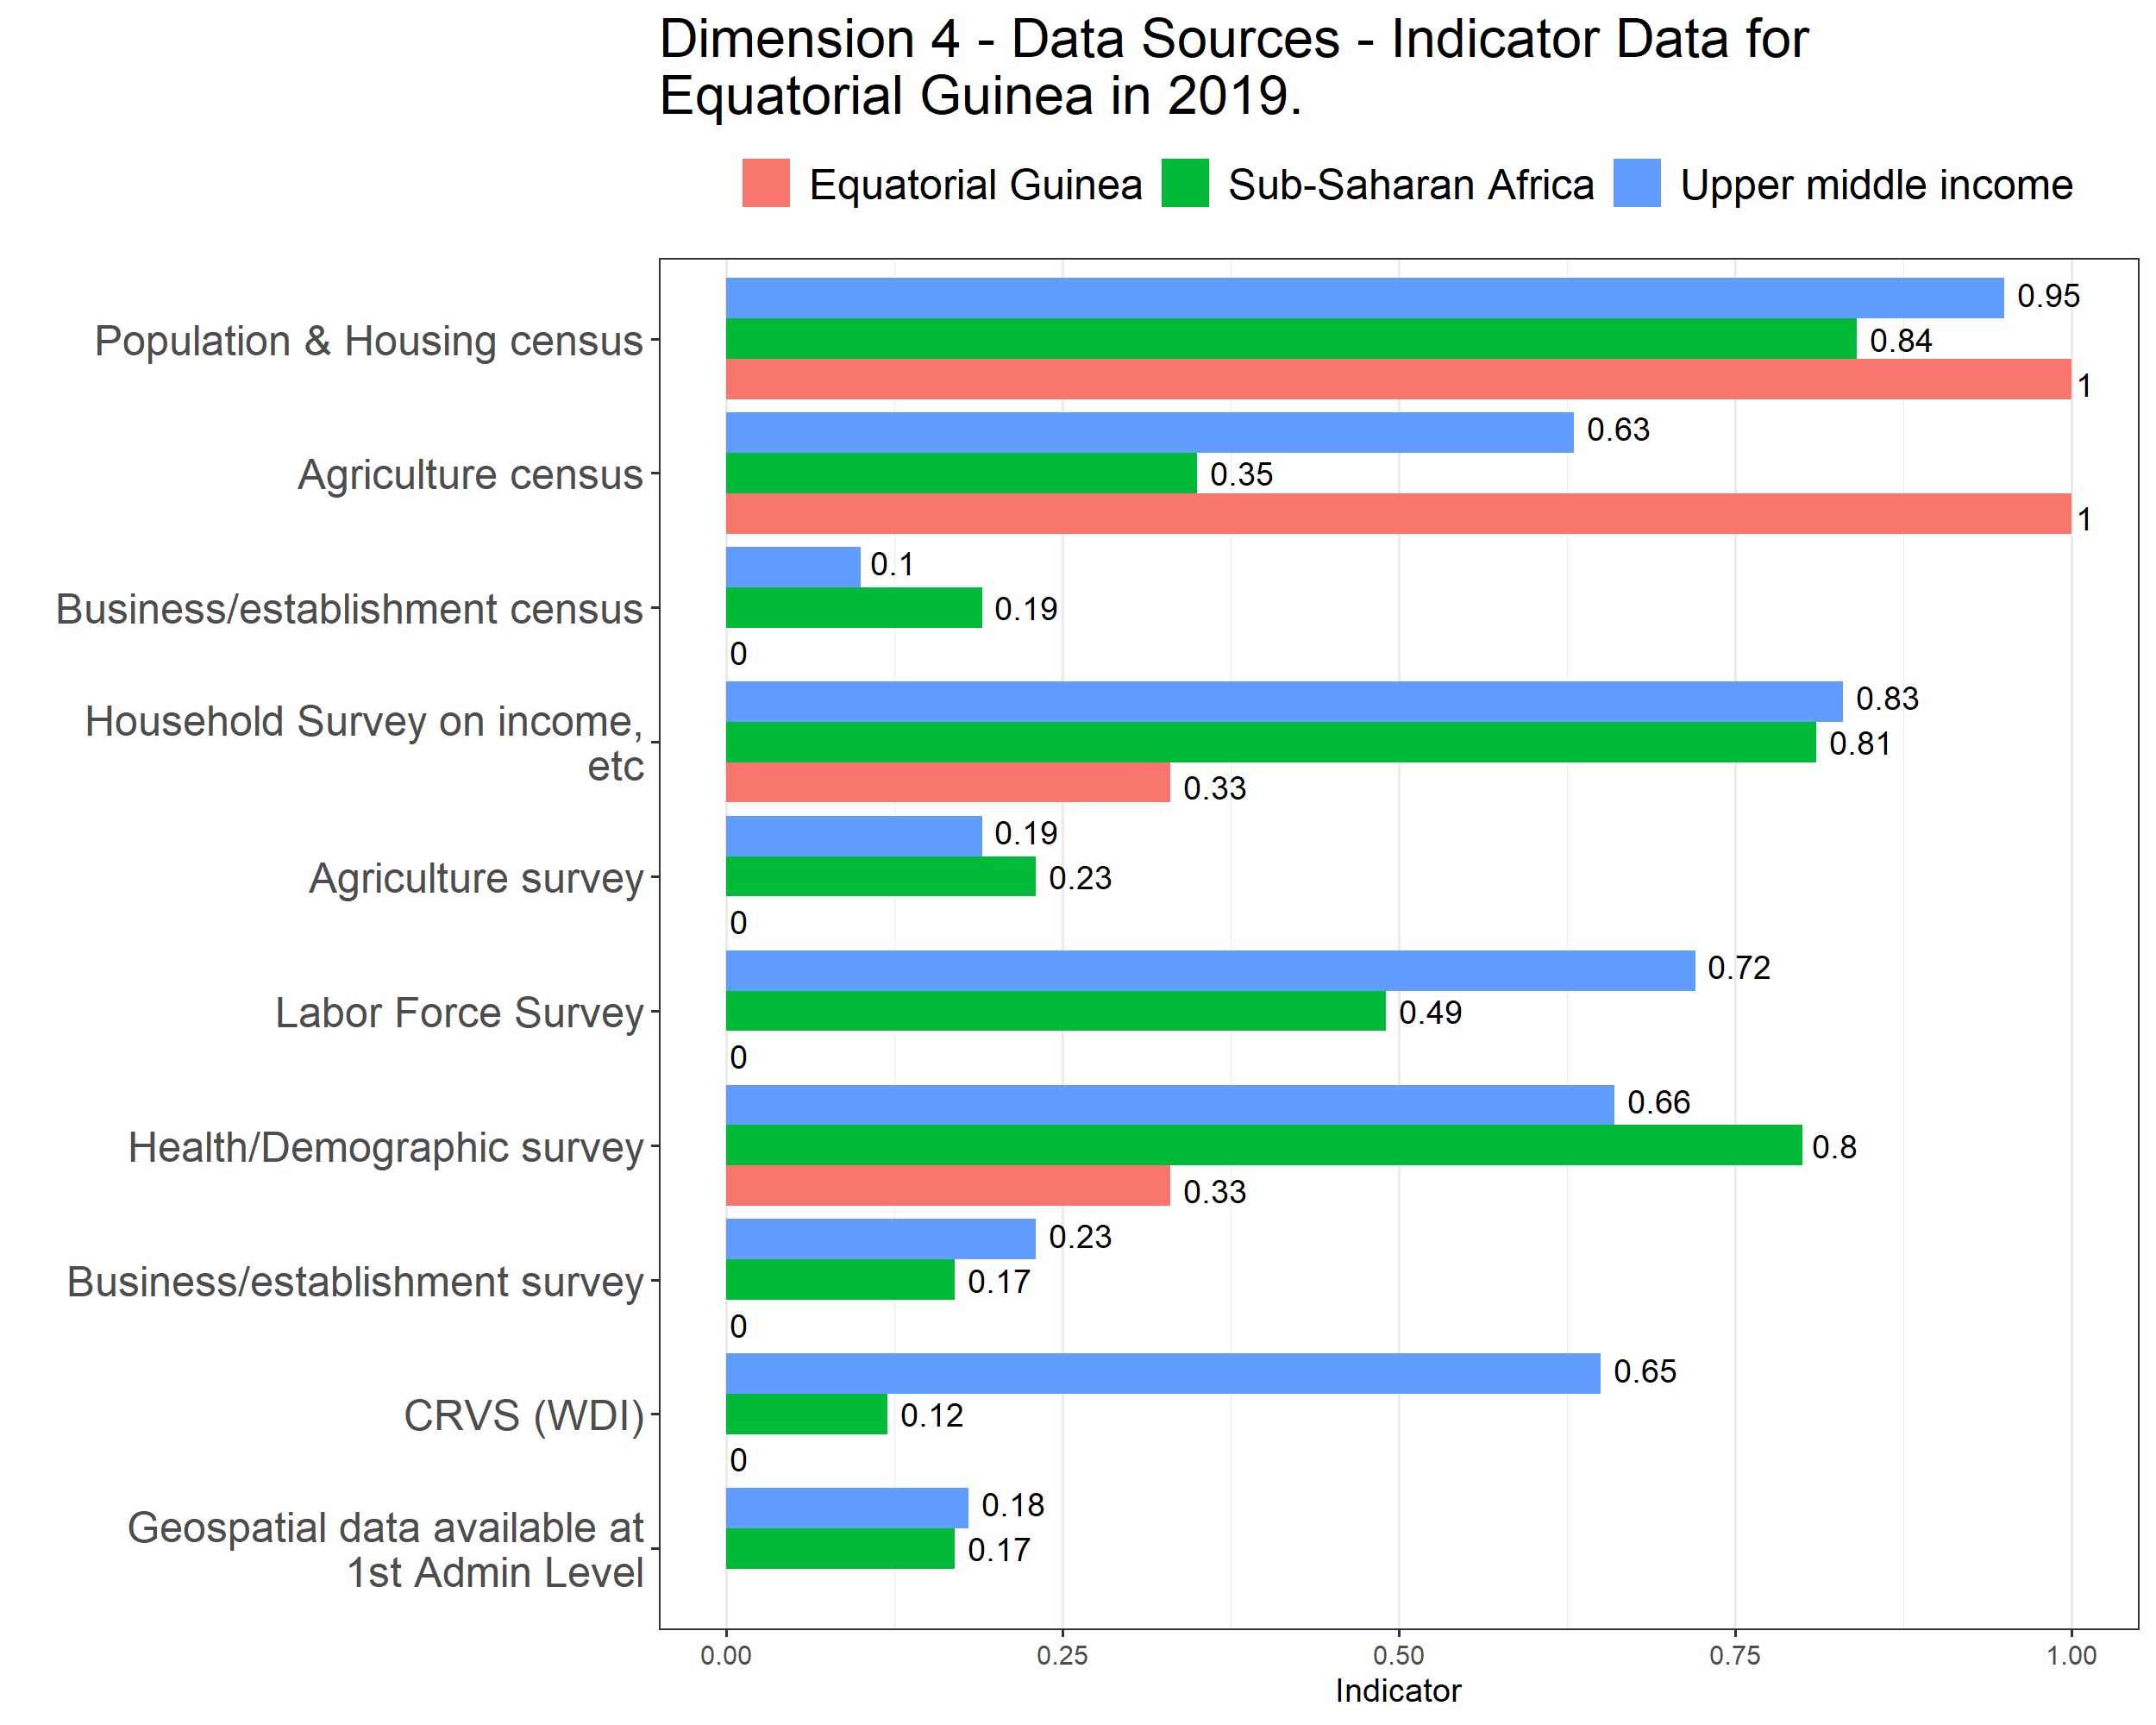 Dimension 4 - Data Sources - Indicator Data for
Equatorial Guinea in 2019.
Equatorial Guinea Sub-Saharan Africa Upper middle income
Population & Housing census
0.95
0.84
1
Agriculture census
0.63
0.35
1
Business/establishment census
0.1
0.19
0
Household Survey on income,
etc
0.83
0.81
0.33
Agriculture survey
0.19
0.23
0
Labor Force Survey
0.72
0.49
0
Health/Demographic survey
0.66
0.8
0.33
Business/establishment survey
0.23
0.17
0
CRVS (WDI)
0.65
0.12
0
Geospatial data available at
1st Admin Level
0.18
0.17
0.00 0.25 0.50 0.75 1.00
Indicator